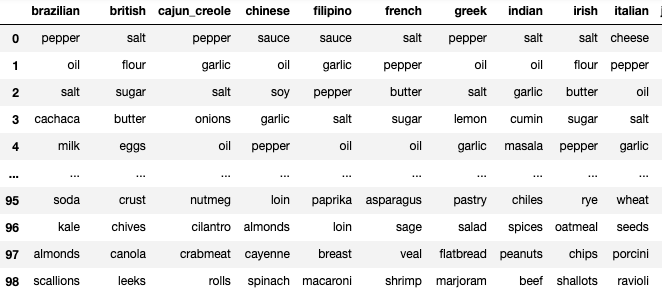 brazilian british cajun_creole chinese filipino french greek indian irish italian
0 pepper salt pepper sauce sauce salt pepper salt salt cheese
1 oil flour garlic oil garlic pepper oil oil flour pepper
2 salt sugar salt soy pepper butter salt garlic butter oil
3 cachaca butter onions garlic salt sugar lemon cumin sugar salt
4 milk eggs oil pepper oil oil garlic masala pepper garlic
... ... ... ... ... ... ... ... ... ... ...
95 soda crust nutmeg loin paprika asparagus pastry chiles rye wheat
96 kale chives cilantro almonds loin sage salad spices oatmeal seeds
97 almonds canola crabmeat cayenne breast veal flatbread peanuts chips porcini
98 scallions leeks rolls spinach macaroni shrimp marjoram beef shallots ravioli